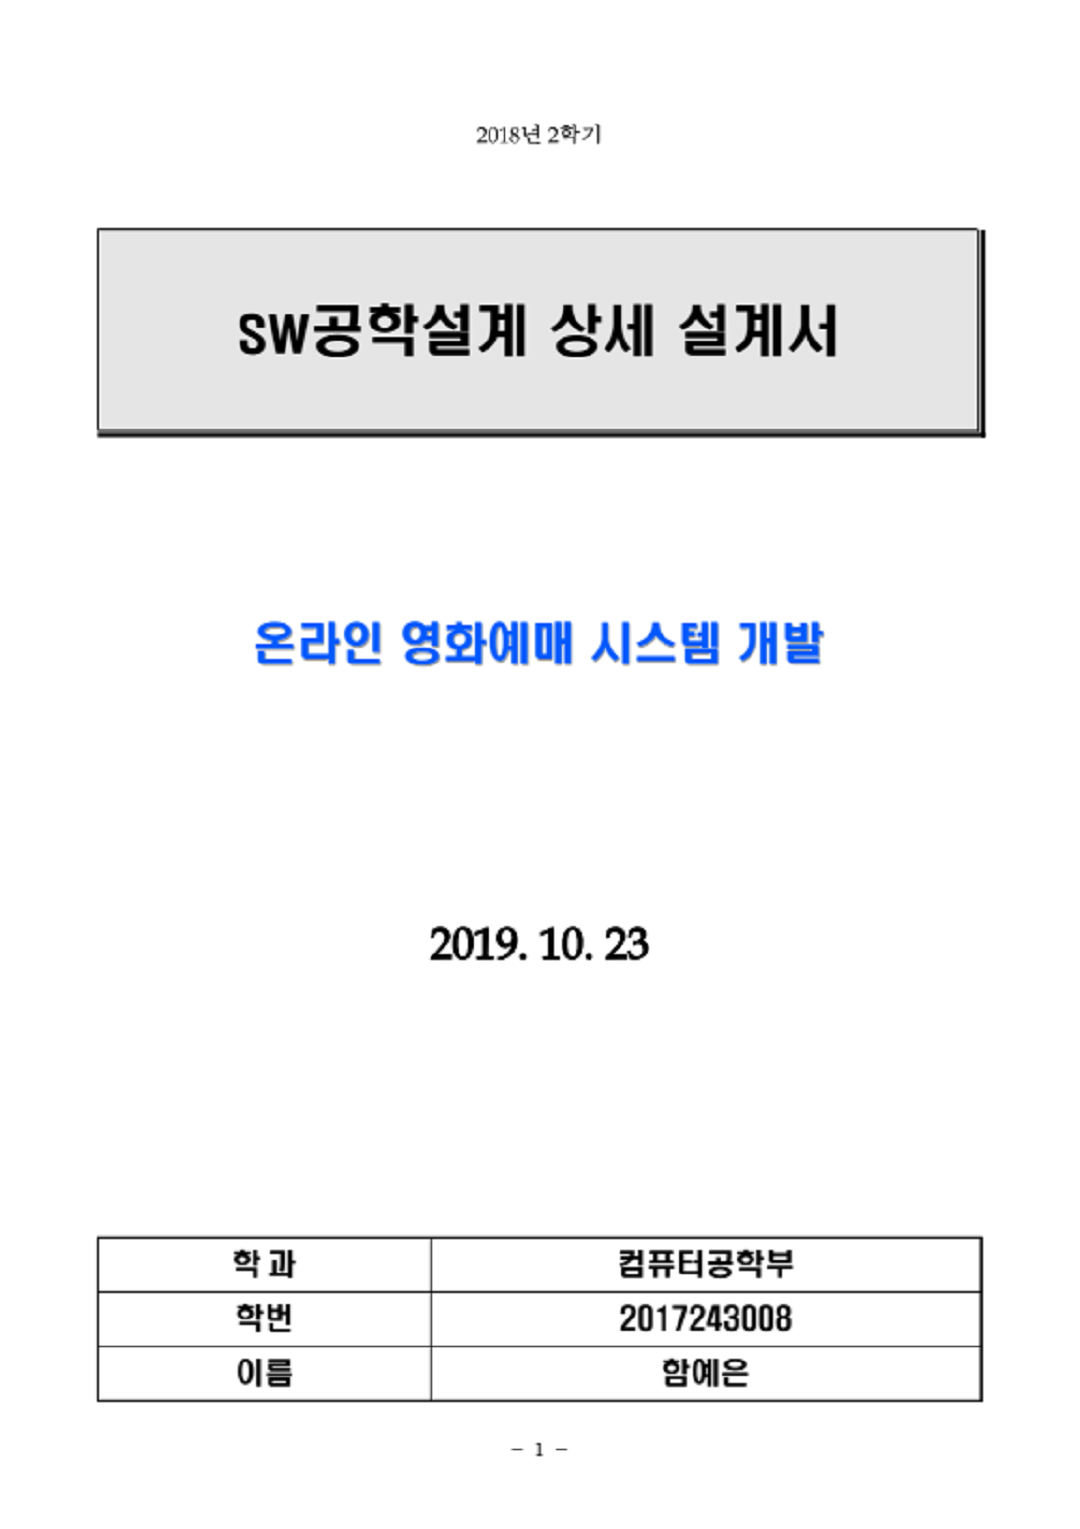 2018년 2학기
SW공학설계 상세 설계서
온라인 영화예매 시스템 개발
2019. 10. 23
학 과 컴퓨터공학부
학번 2017243008
이름 함예은
- 1 -